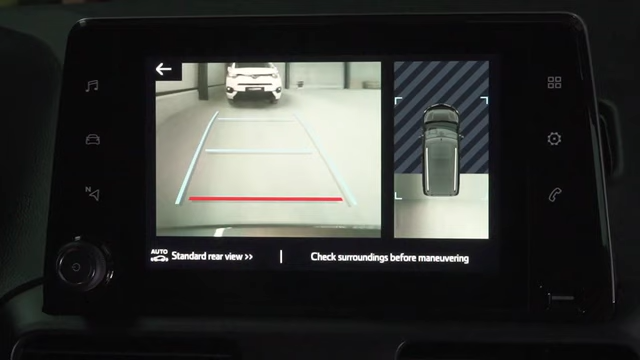 N
AUTO
Standard rear view >> | Check surroundings before maneuvering